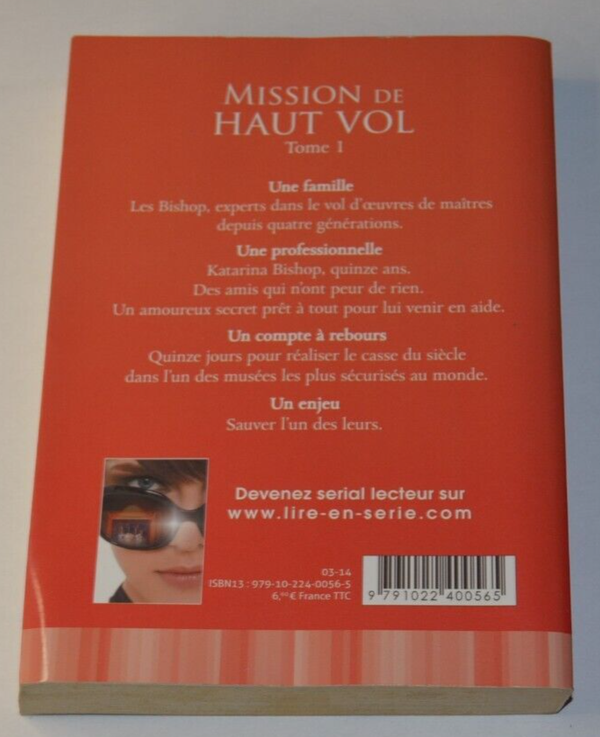 MISSION DE
HAUT VOL
Tome 1
Une famille
Les Bishop, experts dans le vol d'œuvres de maîtres
depuis quatre générations.
Une professionnelle
Katarina Bishop, quinze ans.
Des amis qui n'ont peur de rien.
Un amoureux secret prêt à tout pour lui venir en aide.
Un compte à rebours
Quinze jours pour réaliser le casse du siècle
dans l'un des musées les plus sécurisés au monde.
Un enjeu
Sauver l'un des leurs.
Devenez serial lecteur sur
www.lire-en-serie.com
03-14
ISBN13 : 979-10-224-0056-5
6,90 € France TTC
9 791022 400565